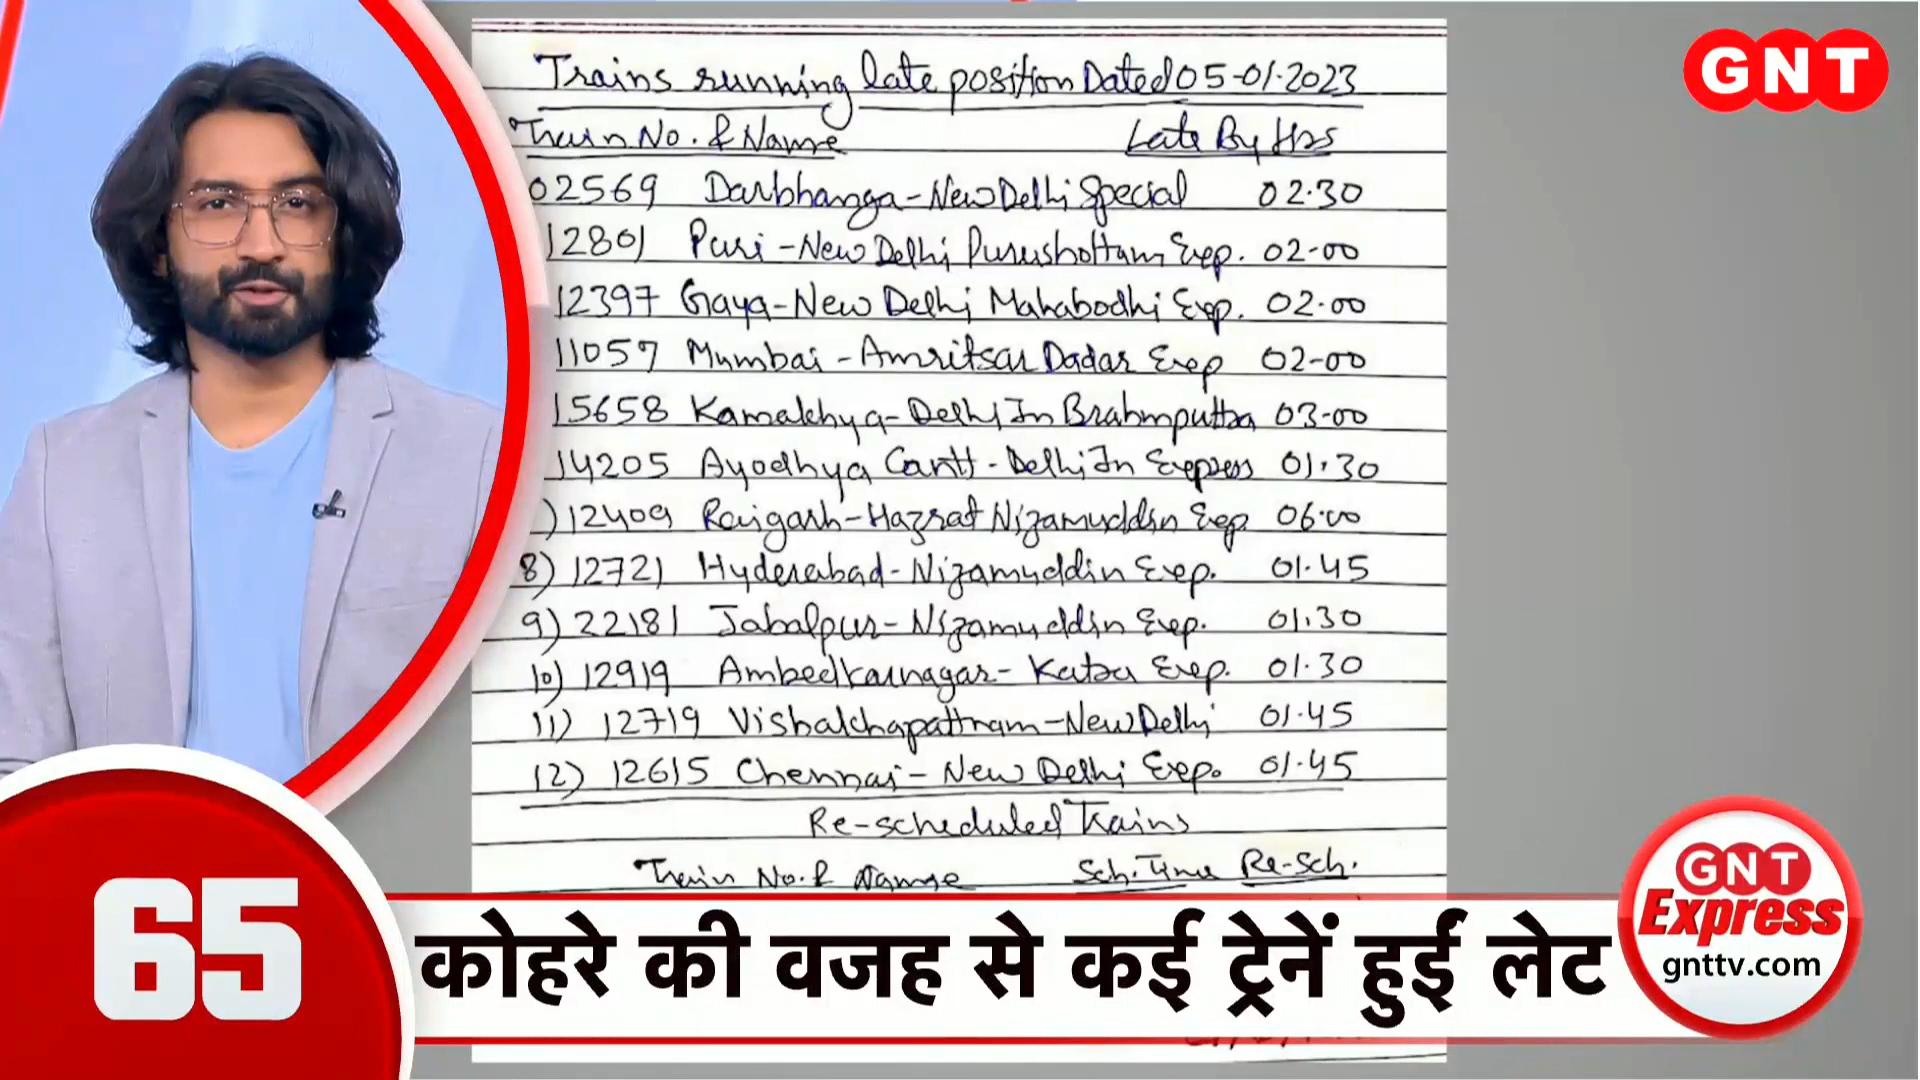 GNT
Trains running late position Dated 05-01-2023
Train No. & Name Late By Hrs
02569 Darbhanga-New Delhi Special 02.30
12801 Puri-New Delhi Purushottam Exp. 02-00
12397 Gaya-New Delhi Mahabodhi Exp. 02.00
11057 Mumbai-Amritsar Dadar Exp 02-00
15658 Kamakhya-Delhi Jn Brahmputra 03-00
14205 Ayodhya Cantt-Delhi Jn Express 01.30
) 12409 Raigarh-Hazrat Nizamuddin Exp 06.00
8) 12721 Hyderabad-Nizamuddin Exp. 01.45
9) 22181 Jabalpur-Nizamuddin Exp. 01.30
10) 12919 Ambedkarnagar-Katra Exp. 01.30
11) 12719 Vishakhapattnam-New Delhi 01.45
12) 12615 Chennai-New Delhi Exp. 01.45
Re-scheduled Trains
Train No. & Name Sch. Time Re-Sch.
65
कोहरे की वजह से कई ट्रेनें हुईं लेट
GNT
Express
gnttv.com